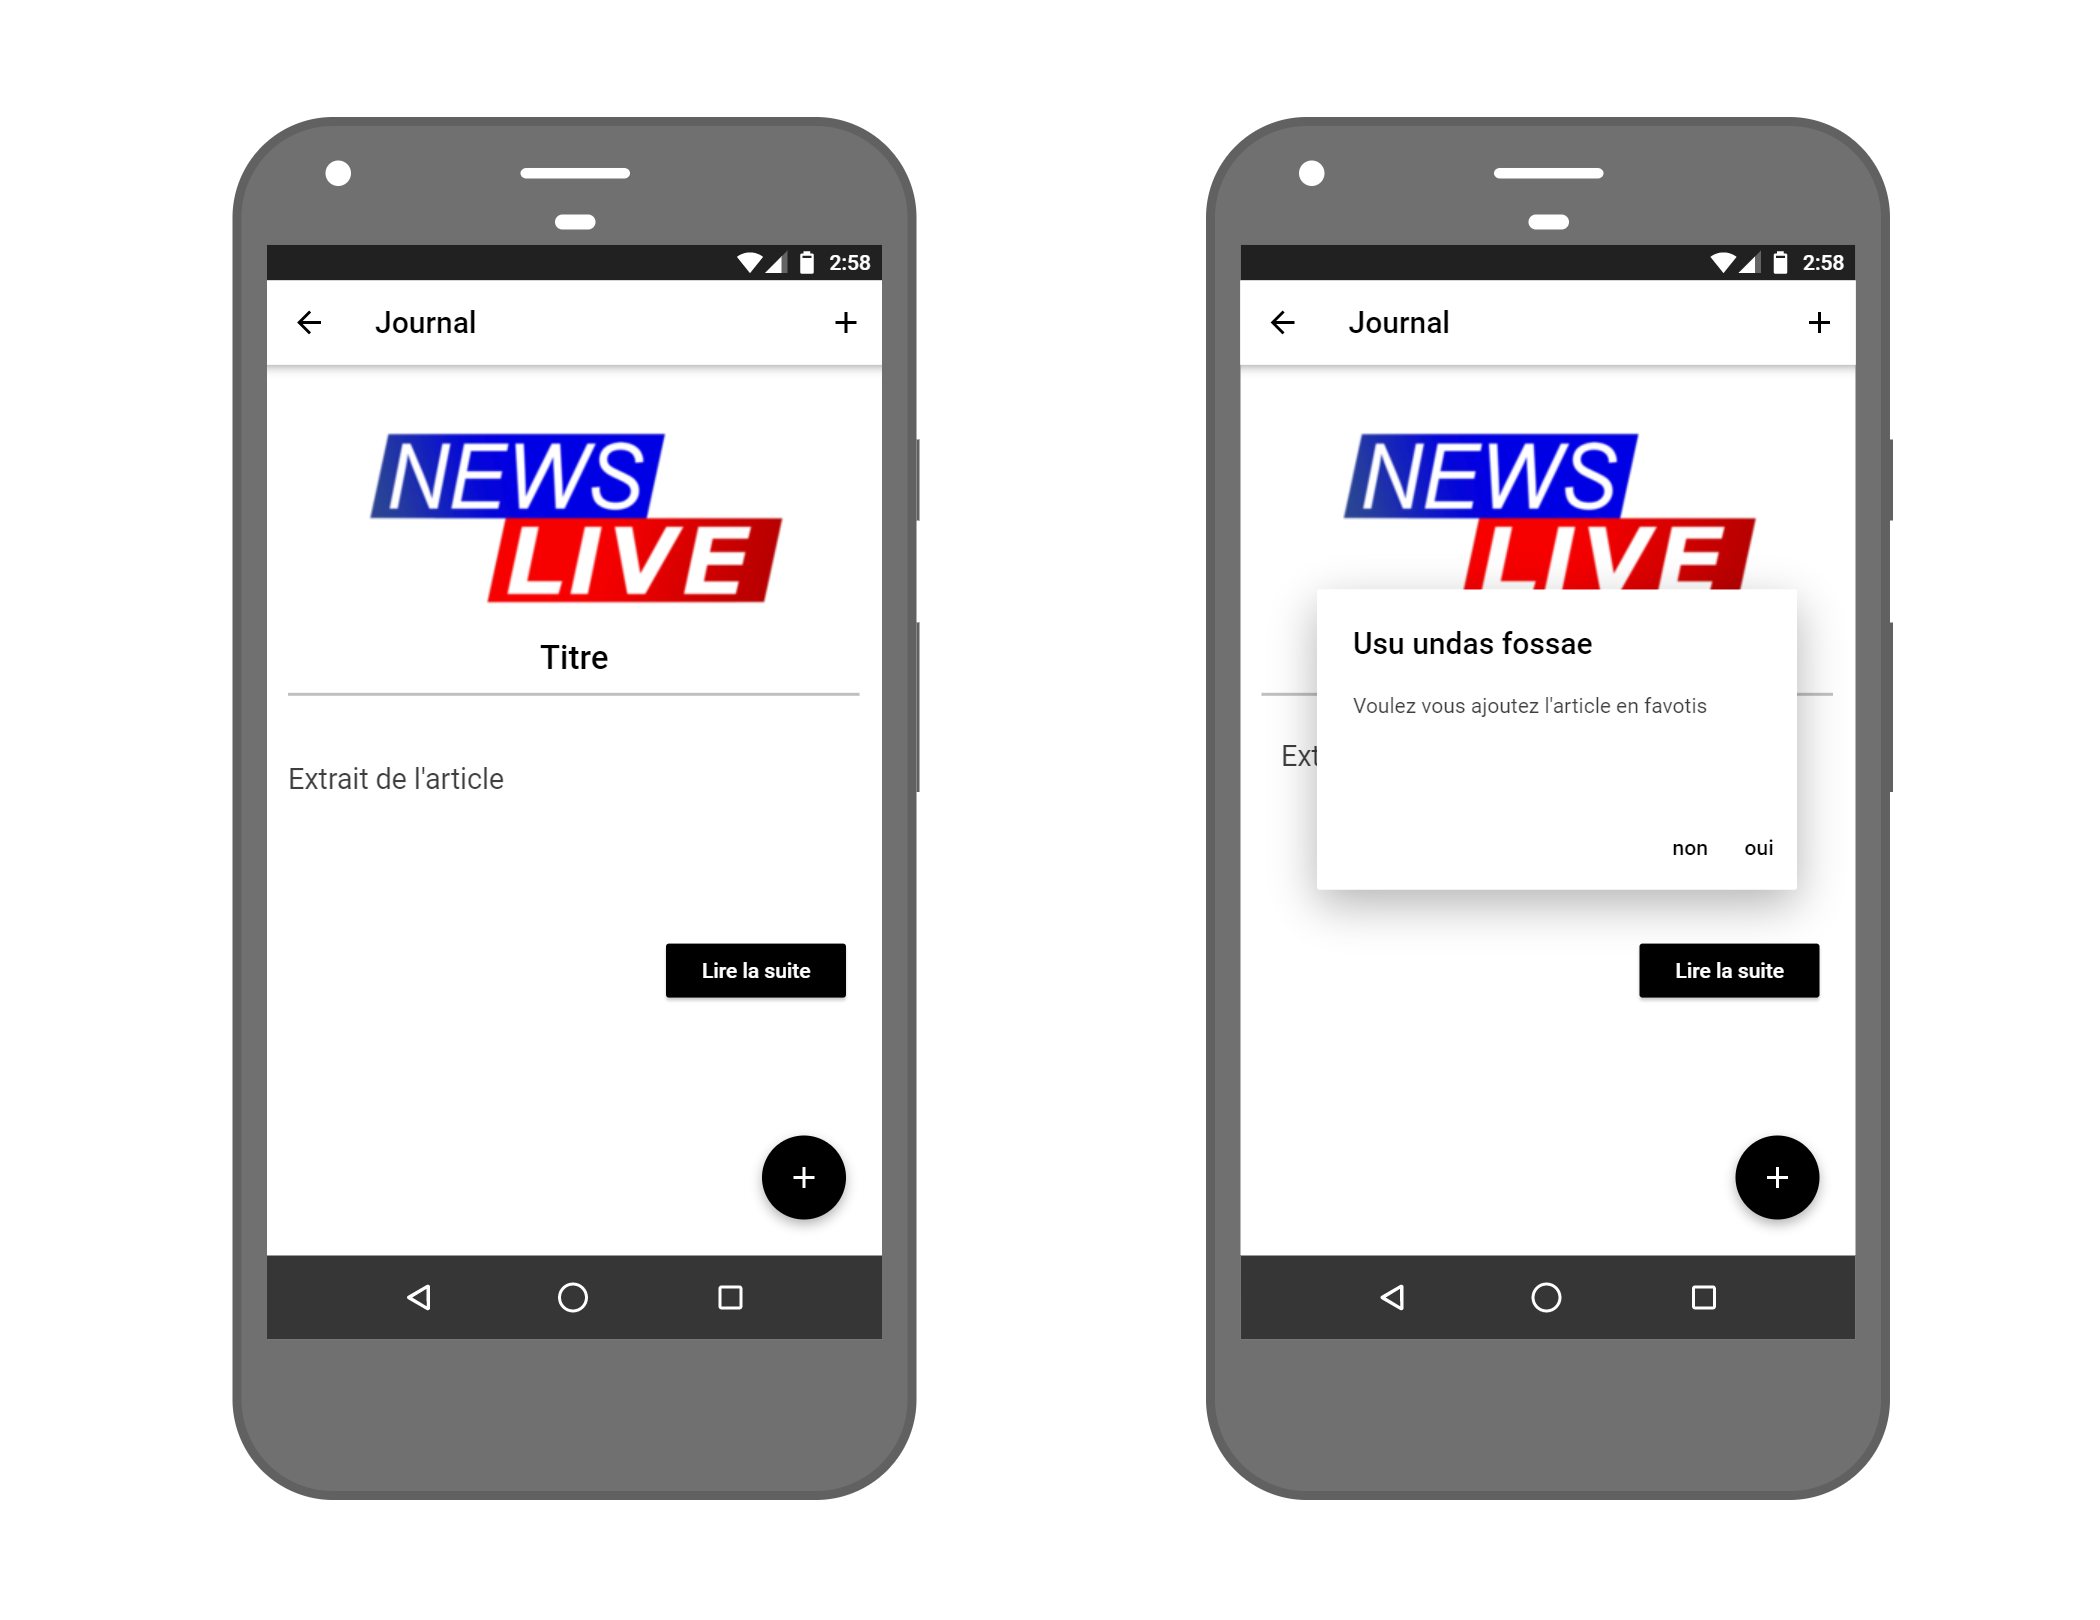 2:58
Journal
NEWS
LIVE
Titre
Extrait de l'article
Lire la suite
2:58
Journal
NEWS
LIVE
Usu undas fossae
Voulez vous ajoutez l'article en favotis
Ext
non oui
Lire la suite